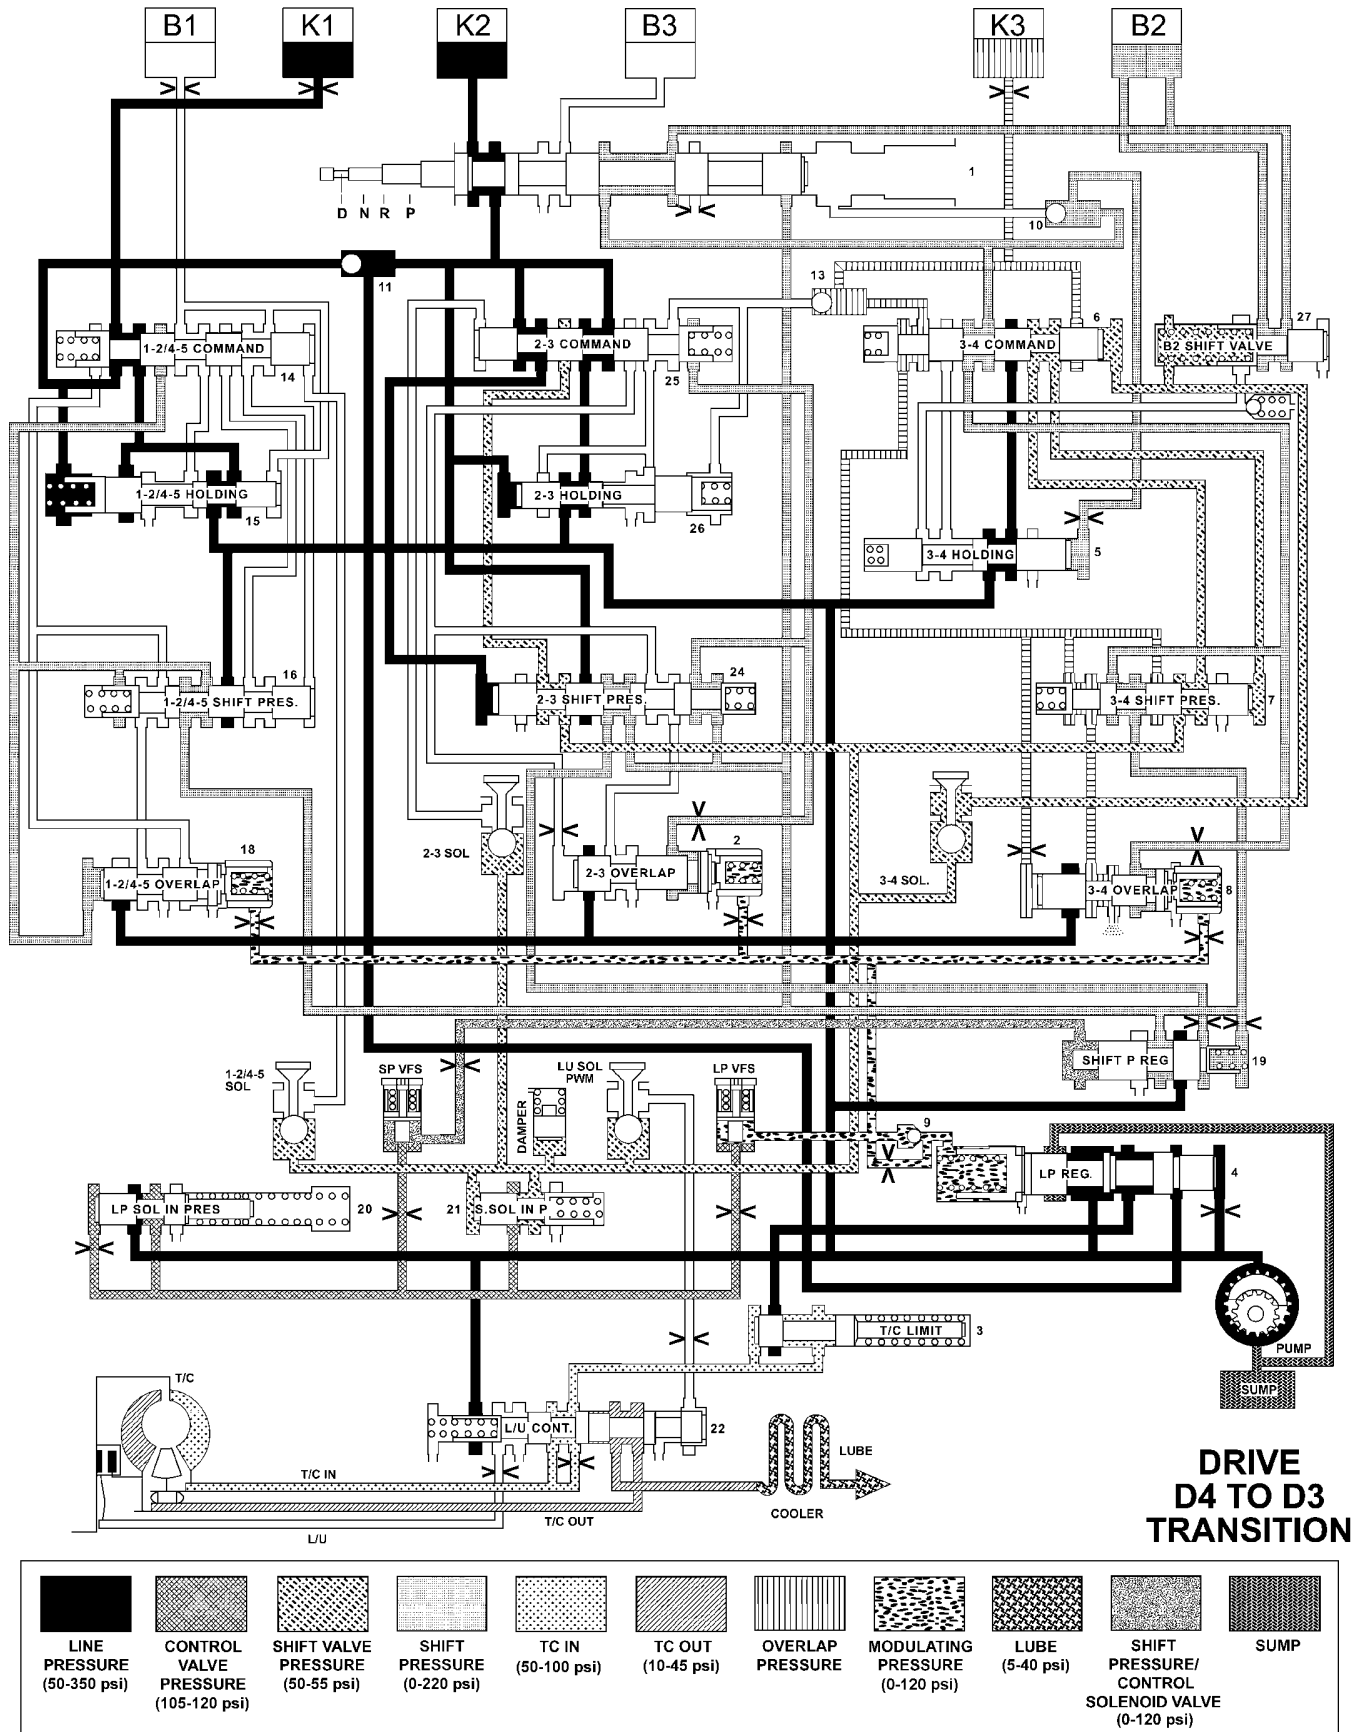 B1
K1
K2
B3
K3
B2
1
D N R P
10
11
13
6
27
1-2/4-5 COMMAND
14
2-3 COMMAND
25
3-4 COMMAND
B2 SHIFT VALVE
1-2/4-5 HOLDING
15
2-3 HOLDING
26
3-4 HOLDING
5
16
1-2/4-5 SHIFT PRES.
24
2-3 SHIFT PRES.
3-4 SHIFT PRES.
7
2-3 SOL
18
1-2/4-5 OVERLAP
2
2-3 OVERLAP
3-4 SOL.
3-4 OVERLAP
8
SHIFT P REG
19
1-2/4-5
SOL
SP VFS
DAMPER
LU SOL
PWM
LP VFS
9
LP REG.
4
LP SOL IN PRES
20
21
S.SOL IN P
T/C LIMIT
3
PUMP
SUMP
T/C
L/U CONT.
22
T/C IN
T/C OUT
L/U
LUBE
COOLER
DRIVE
D4 TO D3
TRANSITION
LINE
PRESSURE
(50-350 psi)
CONTROL
VALVE
PRESSURE
(105-120 psi)
SHIFT VALVE
PRESSURE
(50-55 psi)
SHIFT
PRESSURE
(0-220 psi)
TC IN
(50-100 psi)
TC OUT
(10-45 psi)
OVERLAP
PRESSURE
MODULATING
PRESSURE
(0-120 psi)
LUBE
(5-40 psi)
SHIFT
PRESSURE/
CONTROL
SOLENOID VALVE
(0-120 psi)
SUMP